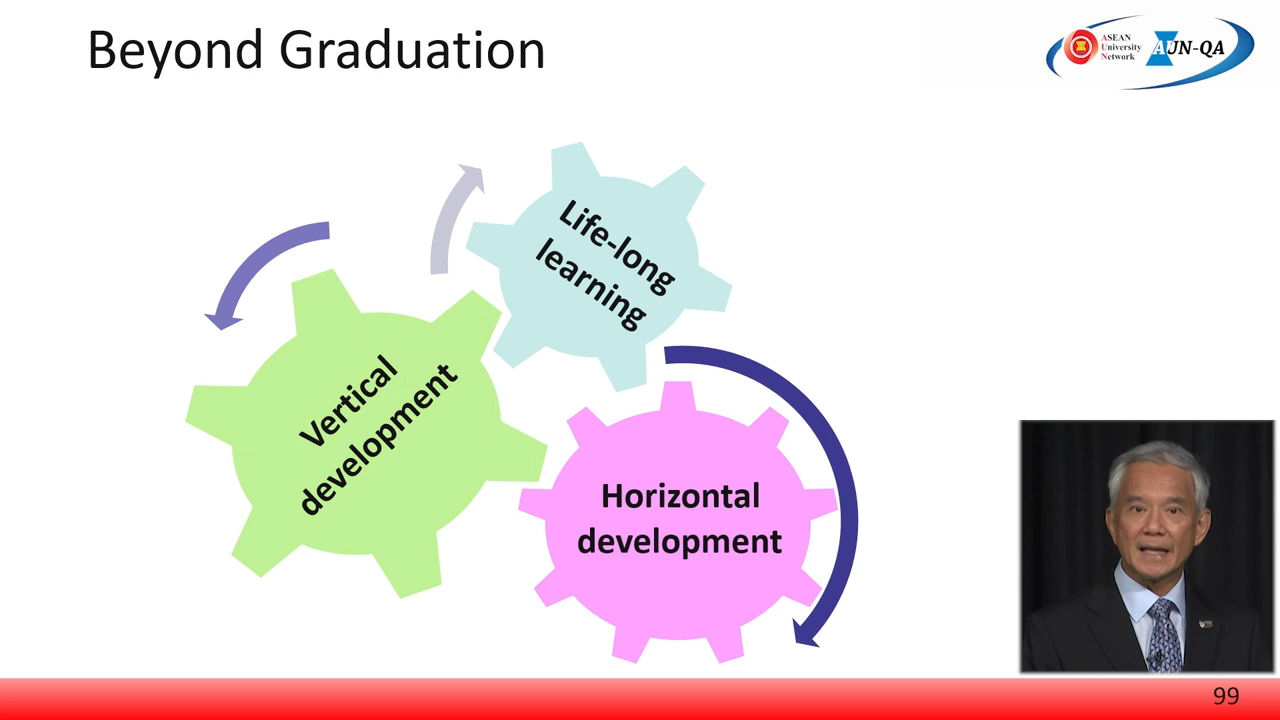 Beyond Graduation
ASEAN
University
Network
AUN-QA
Life-long
learning
Vertical
development
Horizontal
development
99